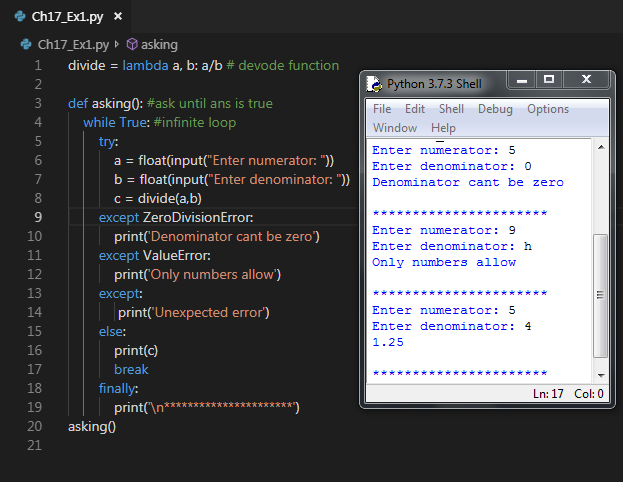 Ch17_Ex1.py ×
Ch17_Ex1.py asking
1 divide = lambda a, b: a/b # devode function
2
3 def asking(): #ask until ans is true
4 while True: #infinite loop
5 try:
6 a = float(input("Enter numerator: "))
7 b = float(input("Enter denominator: "))
8 c = divide(a,b)
9 except ZeroDivisionError:
10 print('Denominator cant be zero')
11 except ValueError:
12 print('Only numbers allow')
13 except:
14 print('Unexpected error')
15 else:
16 print(c)
17 break
18 finally:
19 print('\n**********************')
20 asking()
21
Python 3.7.3 Shell
File Edit Shell Debug Options
Window Help
Enter numerator: 5
Enter denominator: 0
Denominator cant be zero
**********************
Enter numerator: 9
Enter denominator: h
Only numbers allow
**********************
Enter numerator: 5
Enter denominator: 4
1.25
**********************
Ln: 17 Col: 0